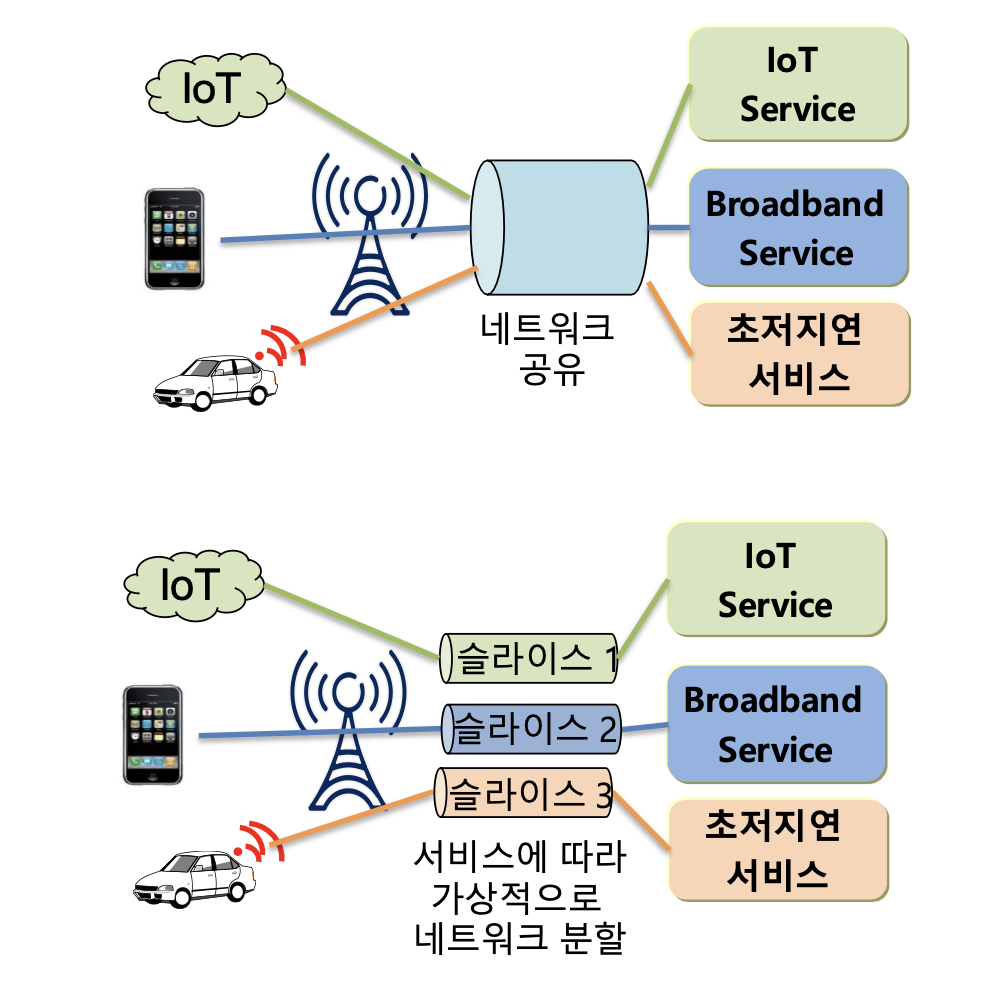 IoT
IoT
Service
Broadband
Service
네트워크
공유
초저지연
서비스
IoT
IoT
Service
슬라이스 1
Broadband
Service
슬라이스 2
슬라이스 3
초저지연
서비스
서비스에 따라
가상적으로
네트워크 분할